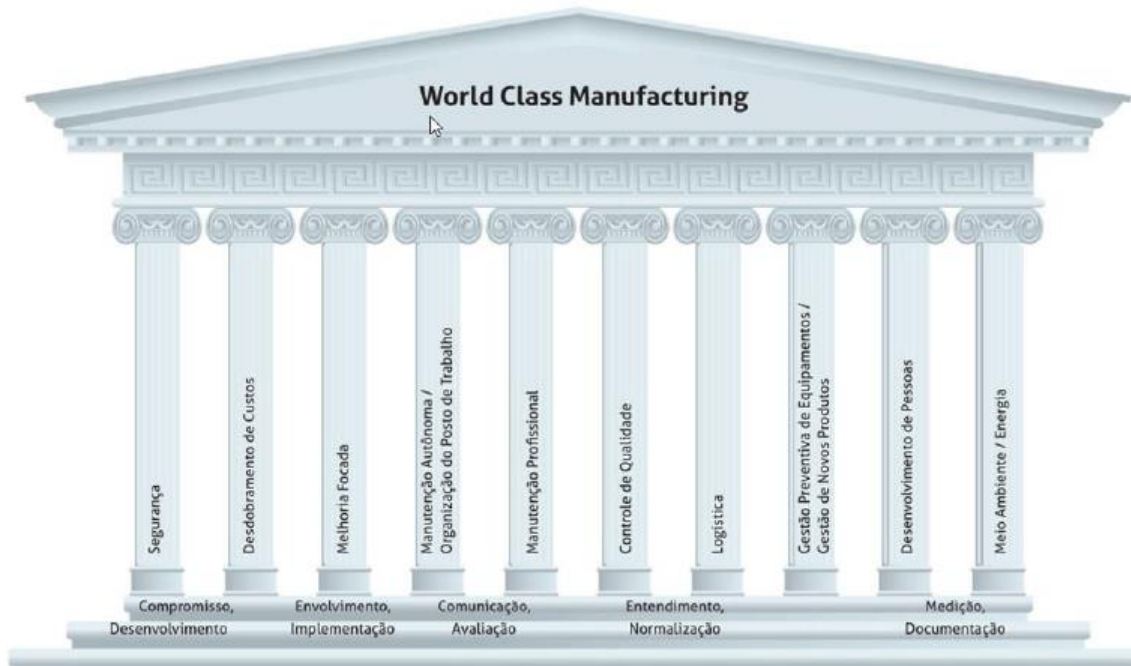 World Class Manufacturing
Segurança
Desdobramento de Custos
Melhoria Focada
Manutenção Autônoma /
Organização do Posto de Trabalho
Manutenção Profissional
Controle de Qualidade
Logística
Gestão Preventiva de Equipamentos /
Gestão de Novos Produtos
Desenvolvimento de Pessoas
Meio Ambiente / Energia
Compromisso,
Desenvolvimento
Envolvimento,
Implementação
Comunicação,
Avaliação
Entendimento,
Normalização
Medição,
Documentação